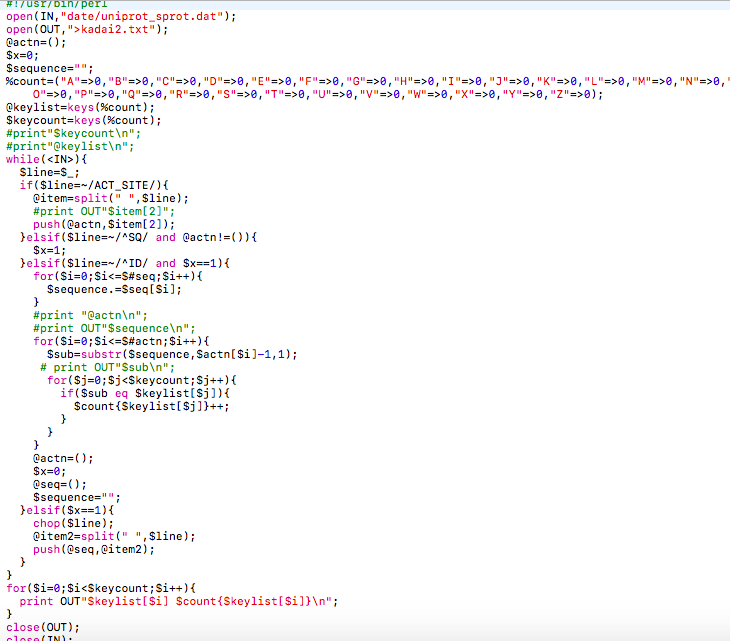 #!/usr/bin/perl
open(IN,"date/uniprot_sprot.dat");
open(OUT,">kadai2.txt");
@actn=();
$x=0;
$sequence="";
%count=("A"=>0,"B"=>0,"C"=>0,"D"=>0,"E"=>0,"F"=>0,"G"=>0,"H"=>0,"I"=>0,"J"=>0,"K"=>0,"L"=>0,"M"=>0,"N"=>0,"
O"=>0,"P"=>0,"Q"=>0,"R"=>0,"S"=>0,"T"=>0,"U"=>0,"V"=>0,"W"=>0,"X"=>0,"Y"=>0,"Z"=>0);
@keylist=keys(%count);
$keycount=keys(%count);
#print"$keycount\n";
#print"@keylist\n";
while(<IN>){
$line=$_;
if($line=~/ACT_SITE/){
@item=split(" ",$line);
#print OUT"$item[2]";
push(@actn,$item[2]);
}elsif($line=~/^SQ/ and @actn!=()){
$x=1;
}elsif($line=~/^ID/ and $x==1){
for($i=0;$i<=$#seq;$i++){
$sequence.=$seq[$i];
}
#print "@actn\n";
#print OUT"$sequence\n";
for($i=0;$i<=$#actn;$i++){
$sub=substr($sequence,$actn[$i]-1,1);
# print OUT"$sub\n";
for($j=0;$j<$keycount;$j++){
if($sub eq $keylist[$j]){
$count{$keylist[$j]}++;
}
}
}
@actn=();
$x=0;
@seq=();
$sequence="";
}elsif($x==1){
chop($line);
@item2=split(" ",$line);
push(@seq,@item2);
}
}
for($i=0;$i<$keycount;$i++){
print OUT"$keylist[$i] $count{$keylist[$i]}\n";
}
close(OUT);
close(IN);